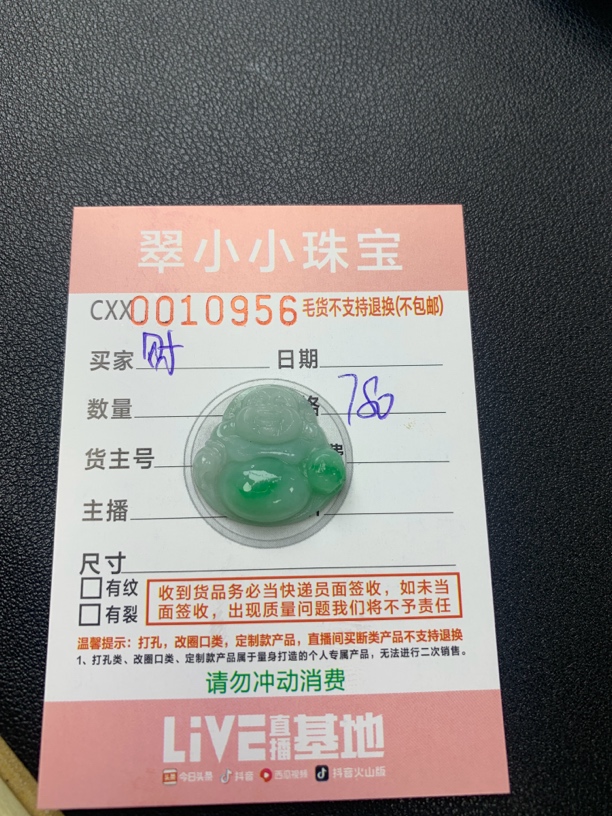 翠小小珠宝
CXX0010956 毛货不支持退换(不包邮)
买家 财 日期
数量 格 780
货主号
主播
尺寸
有纹
有裂
收到货品务必当快递员面签收,如未当
面签收,出现质量问题我们将不予责任
温馨提示:打孔,改圈口类,定制款产品,直播间买断类产品不支持退换
1、打孔类、改圈口类、定制款产品属于量身打造的个人专属产品,无法进行二次销售。
请勿冲动消费
LiVE直播基地
今日头条 抖音 西瓜视频 抖音火山版